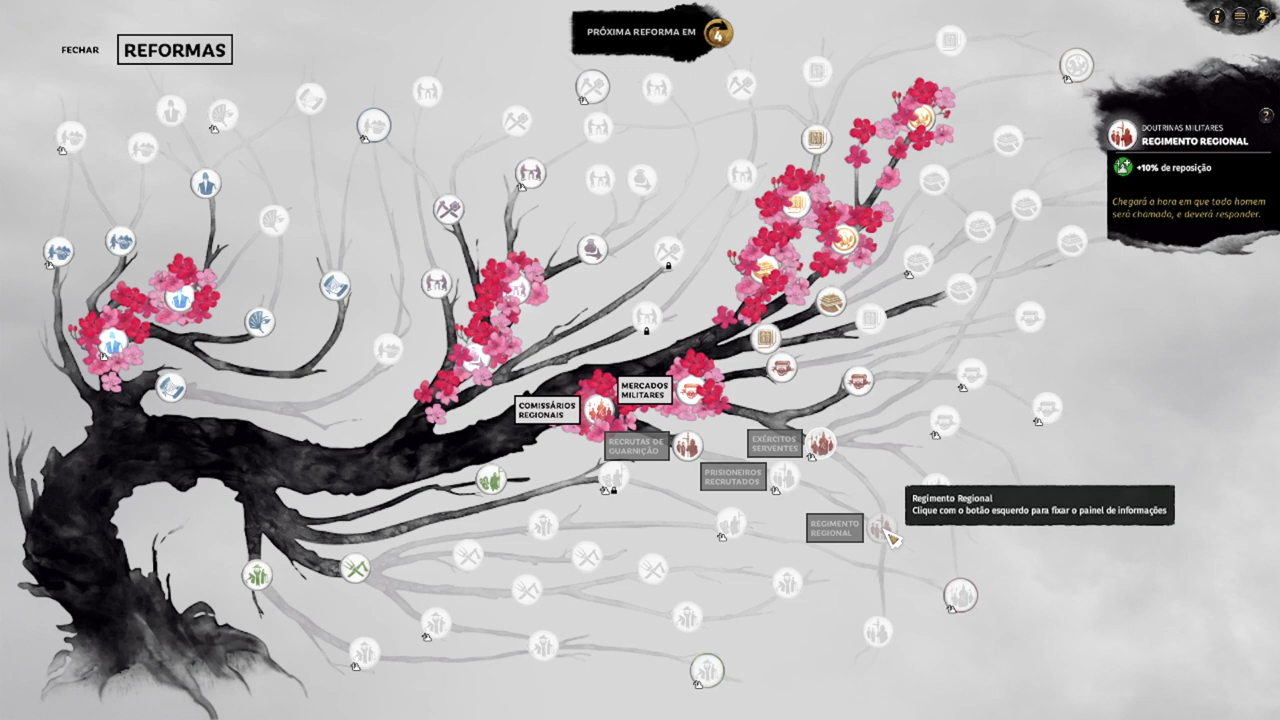 PRÓXIMA REFORMA EM
4
FECHAR
REFORMAS
?
DOUTRINAS MILITARES
REGIMENTO REGIONAL
+10% de reposição
Chegará a hora em que todo homem
será chamado, e deverá responder.
MERCADOS
MILITARES
COMISSÁRIOS
REGIONAIS
RECRUTAS DE
GUARNIÇÃO
EXÉRCITOS
SERVENTES
PRISIONEIROS
RECRUTADOS
REGIMENTO
REGIONAL
Regimento Regional
Clique com o botão esquerdo para fixar o painel de informações